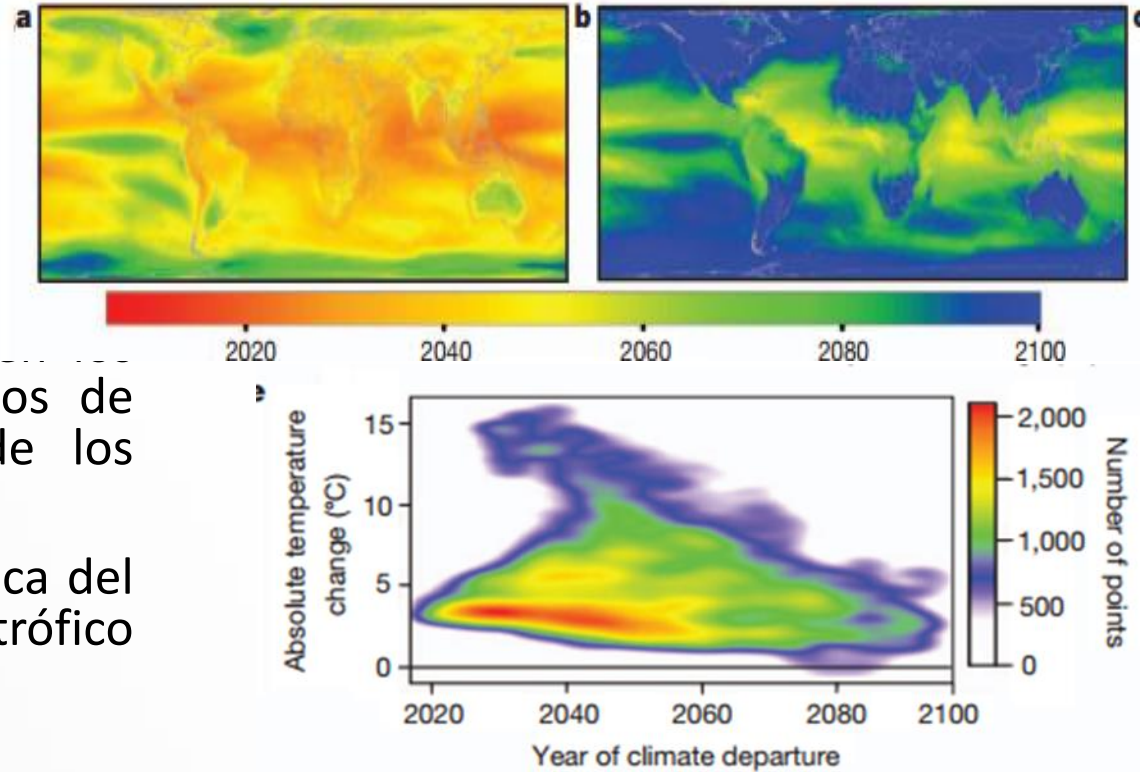 a
b
2020 2040 2060 2080 2100
os de
de los
ca del
trófico
e
Absolute temperature
change (°C)
15
10
5
0
2020 2040 2060 2080 2100
Year of climate departure
2,000
1,500
1,000
500
0
Number of points